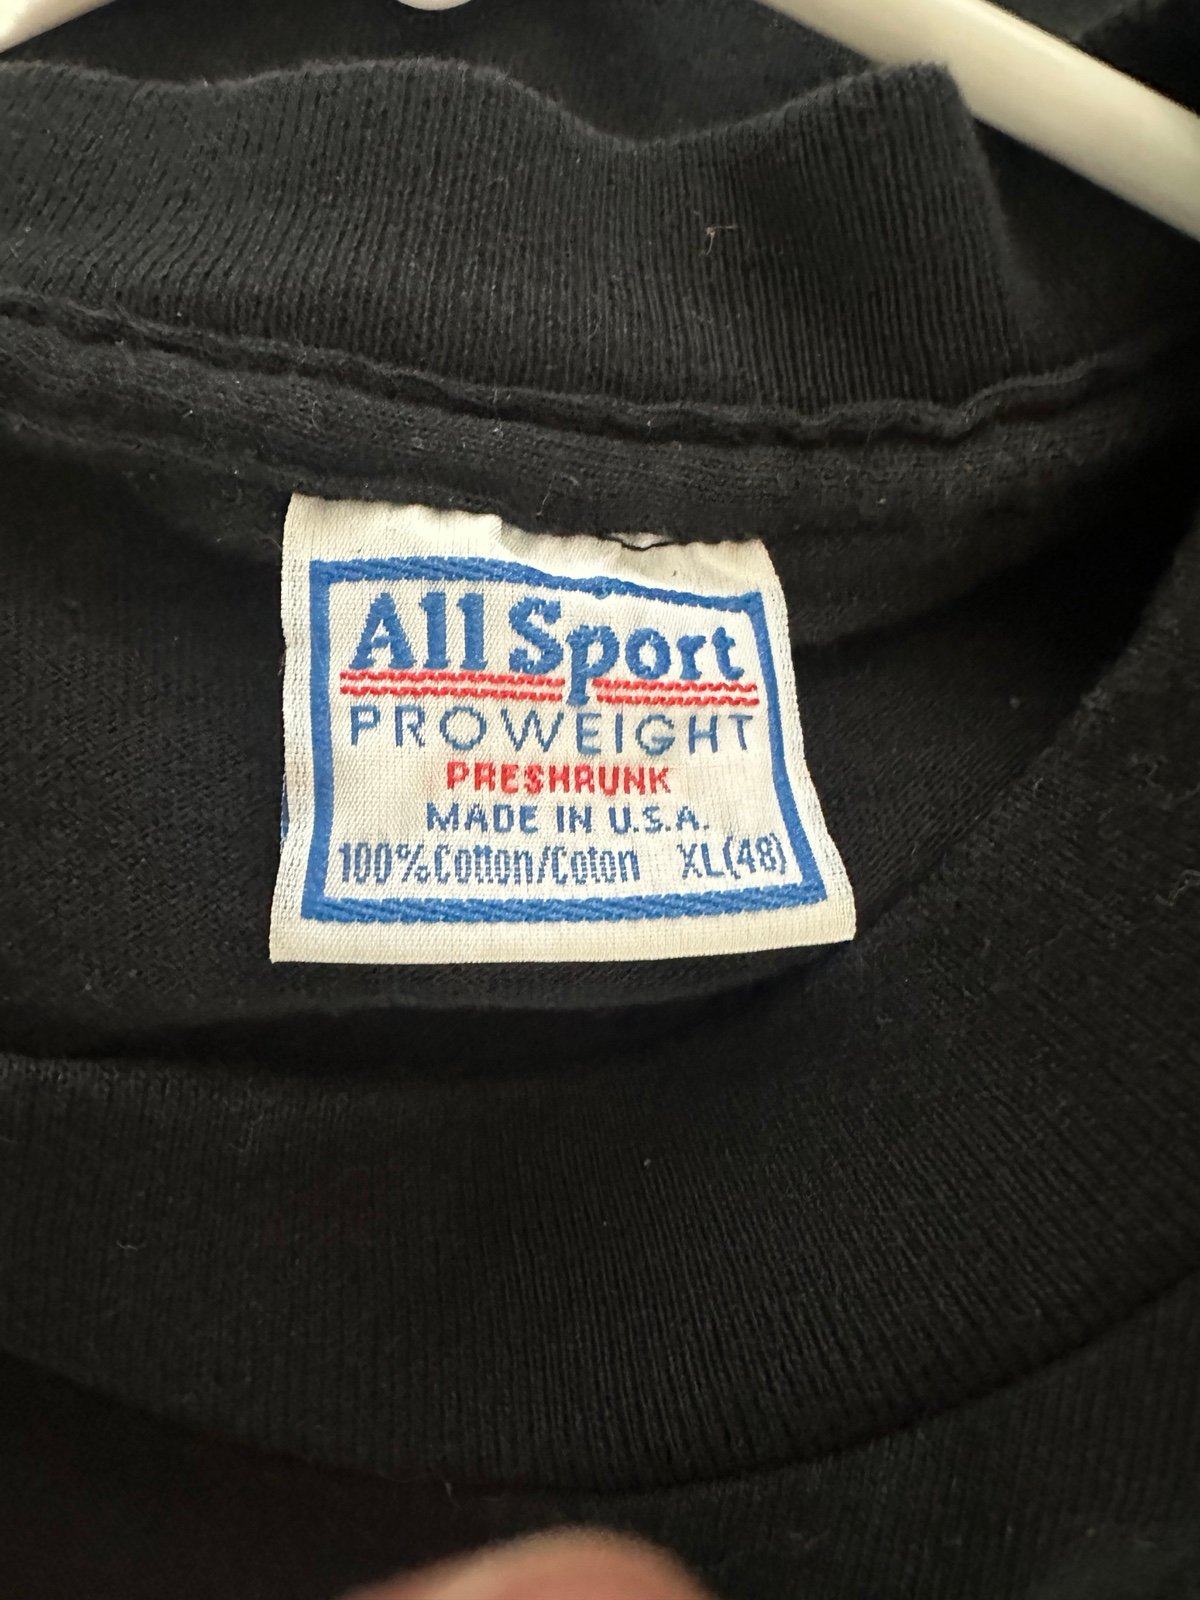 All Sport
PROWEIGHT
PRESHRUNK
MADE IN U.S.A.
100% Cotton/Coton XL(48)